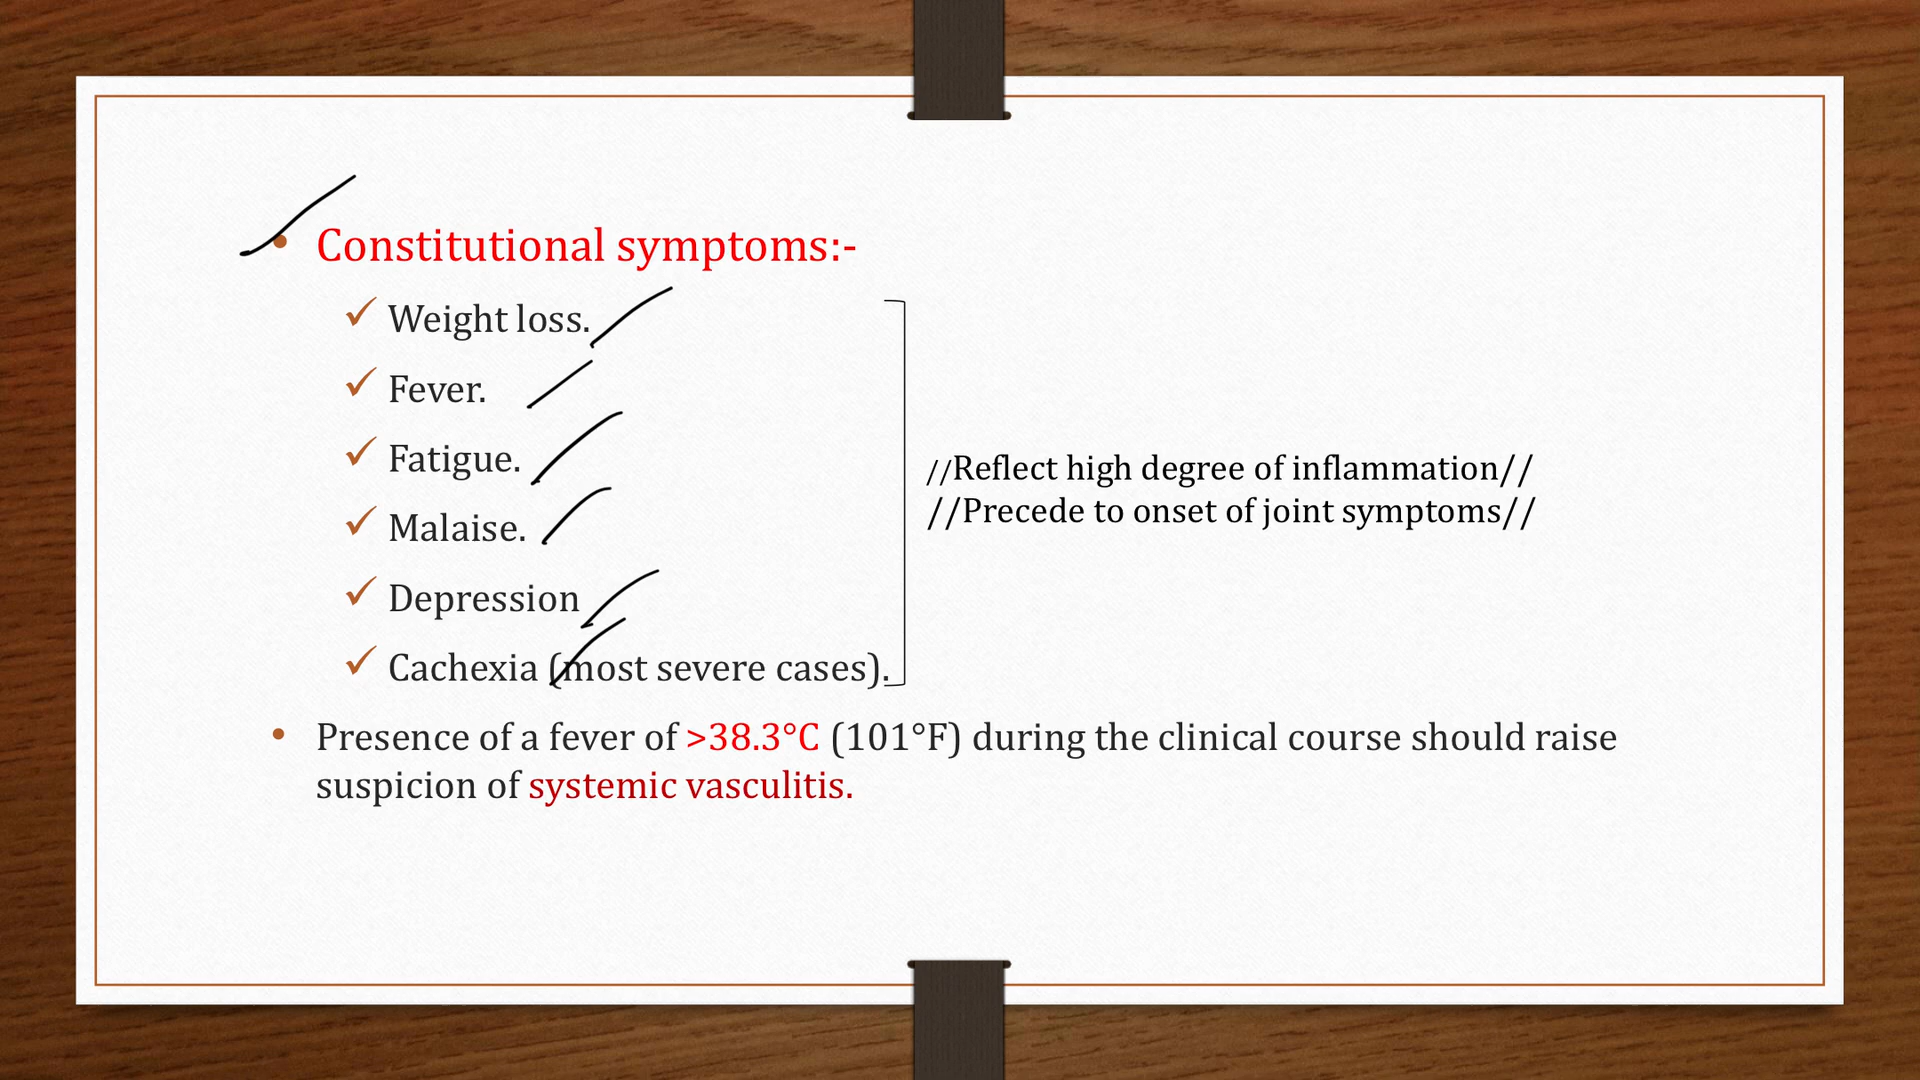 Constitutional symptoms:-
Weight loss.
Fever.
Fatigue.
Malaise.
Depression
Cachexia (most severe cases).
//Reflect high degree of inflammation//
//Precede to onset of joint symptoms//
Presence of a fever of >38.3°C (101°F) during the clinical course should raise
suspicion of systemic vasculitis.